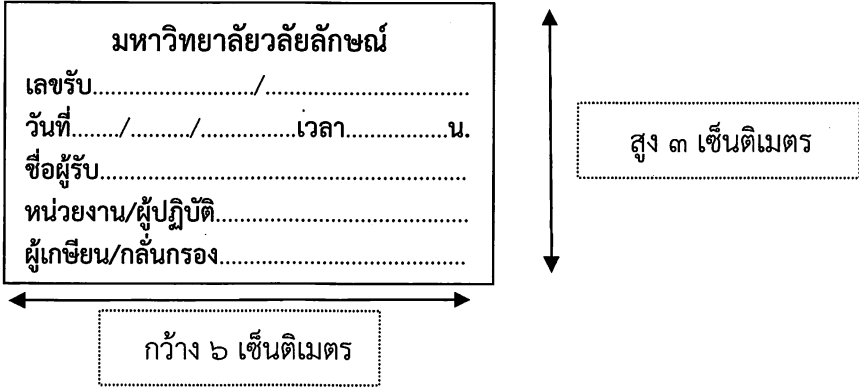 มหาวิทยาลัยวลัยลักษณ์
เลขรับ........................../.................................
วันที่......../........../................เวลา.................น.
ชื่อผู้รับ............................................................
หน่วยงาน/ผู้ปฏิบัติ..........................................
ผู้เกษียน/กลั่นกรอง.........................................
สูง ๓ เซ็นติเมตร
กว้าง ๖ เซ็นติเมตร